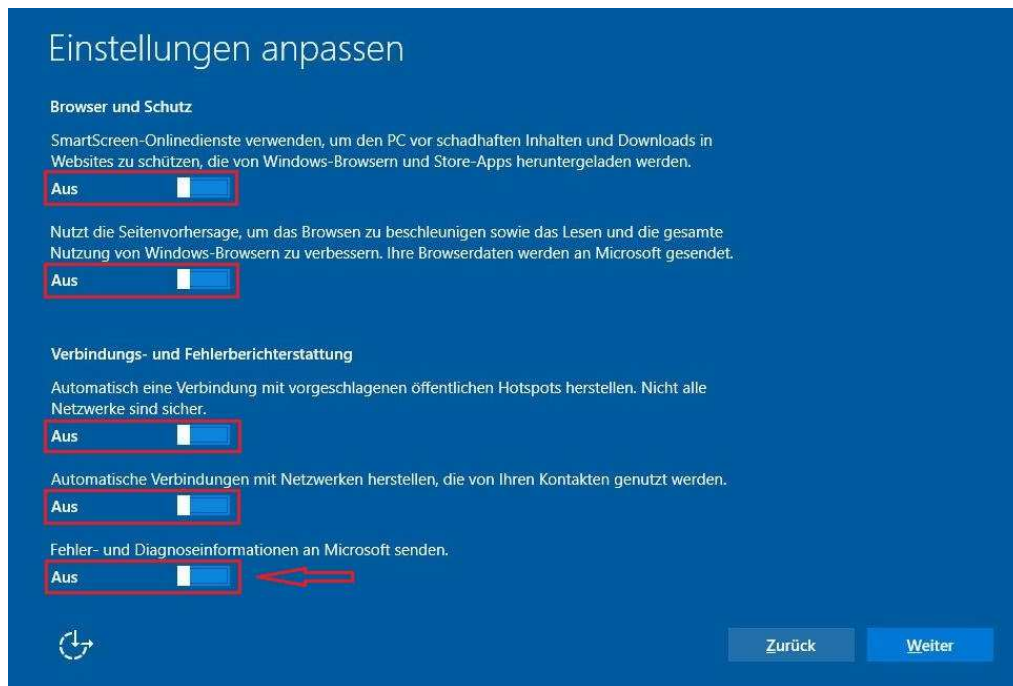 Einstellungen anpassen
Browser und Schutz
SmartScreen-Onlinedienste verwenden, um den PC vor schadhaften Inhalten und Downloads in
Websites zu schützen, die von Windows-Browsern und Store-Apps heruntergeladen werden.
Aus
Nutzt die Seitenvorhersage, um das Browsen zu beschleunigen sowie das Lesen und die gesamte
Nutzung von Windows-Browsern zu verbessern. Ihre Browserdaten werden an Microsoft gesendet.
Aus
Verbindungs- und Fehlerberichterstattung
Automatisch eine Verbindung mit vorgeschlagenen öffentlichen Hotspots herstellen. Nicht alle
Netzwerke sind sicher.
Aus
Automatische Verbindungen mit Netzwerken herstellen, die von Ihren Kontakten genutzt werden.
Aus
Fehler- und Diagnoseinformationen an Microsoft senden.
Aus
Zurück
Weiter